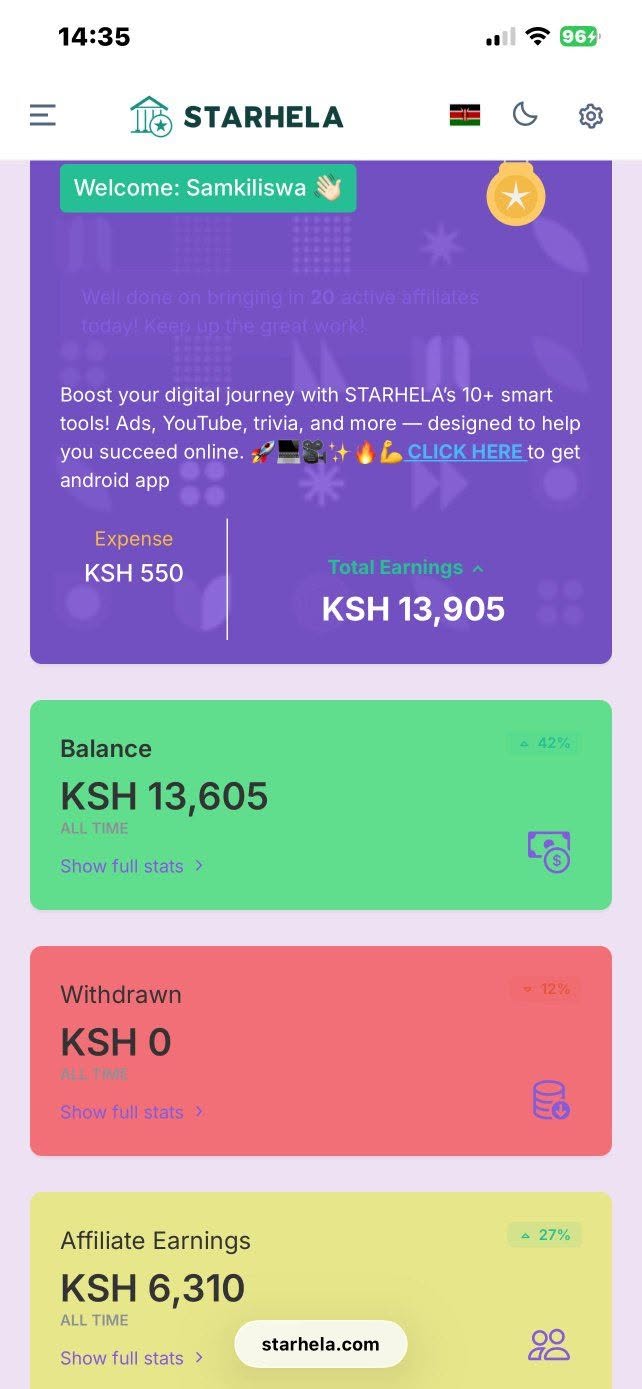 14:35
96
STARHELA
Welcome: Samkiliswa 👋🏻
Well done on bringing in 20 active affiliates
today! Keep up the great work!
Boost your digital journey with STARHELA’s 10+ smart
tools! Ads, YouTube, trivia, and more — designed to help
you succeed online. 🚀💻📽✨🔥💪 CLICK HERE to get
android app
Expense
KSH 550
Total Earnings
KSH 13,905
Balance
42%
KSH 13,605
ALL TIME
Show full stats
Withdrawn
12%
KSH 0
ALL TIME
Show full stats
Affiliate Earnings
27%
KSH 6,310
ALL TIME
Show full stats
starhela.com